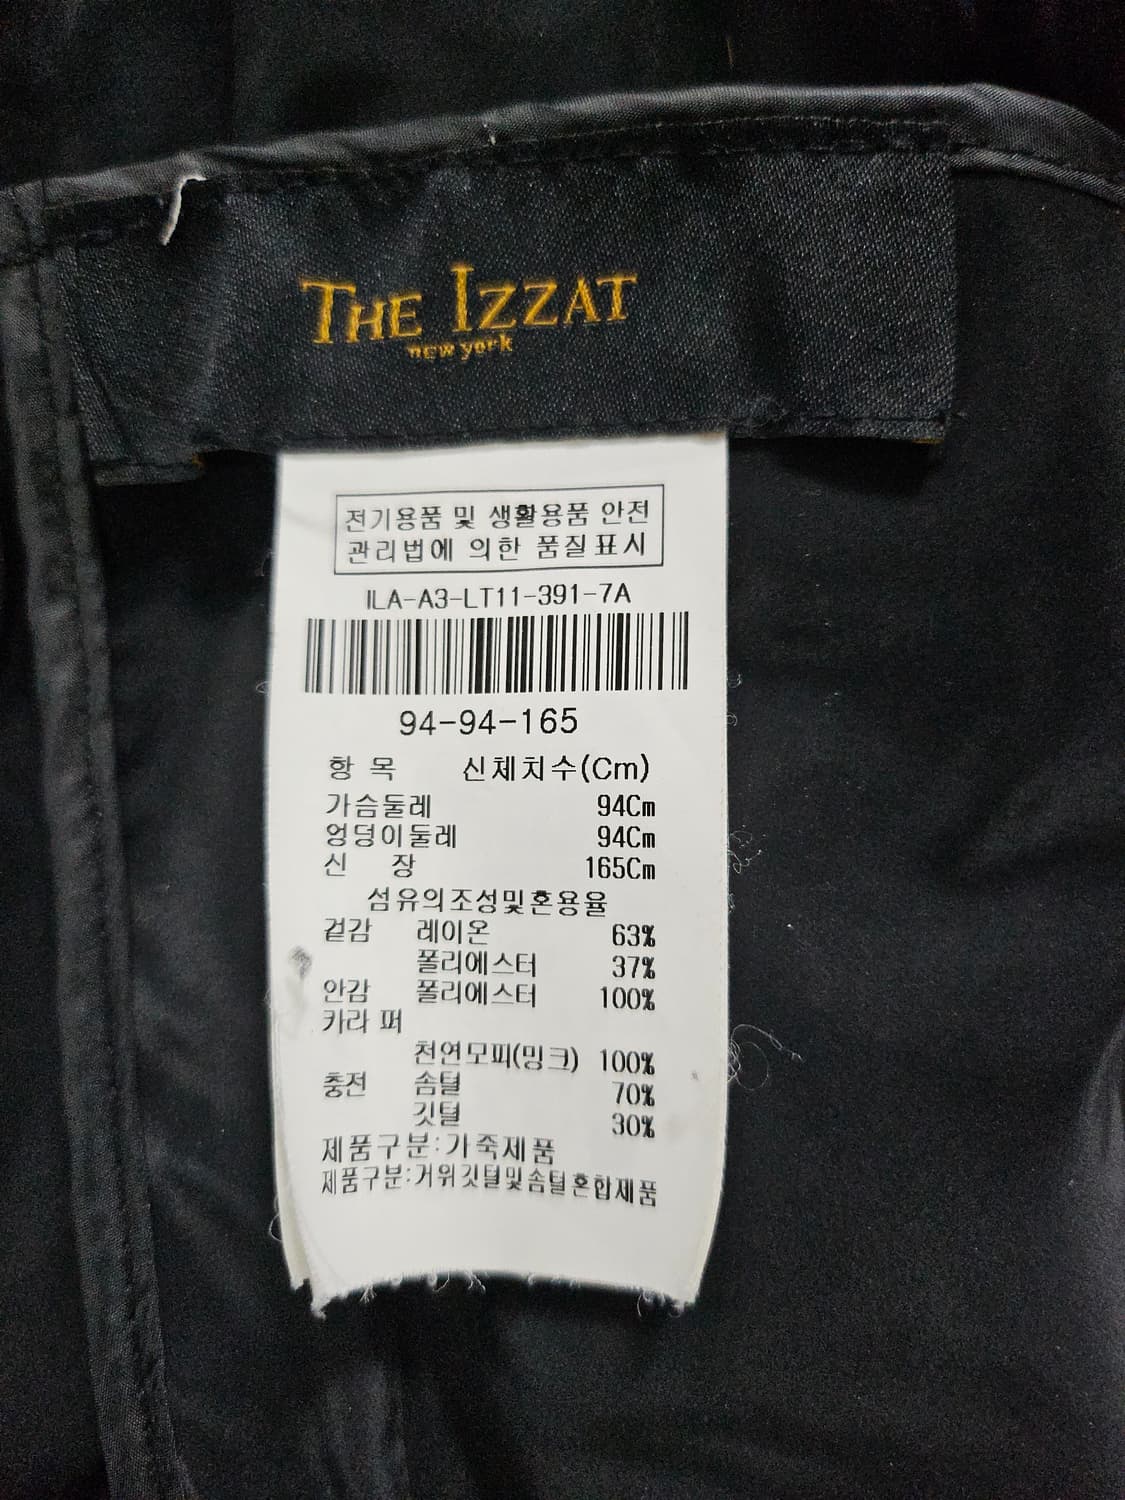 THE IZZAT
new york
전기용품 및 생활용품 안전
관리법에 의한 품질표시
ILA-A3-LT11-391-7A
94-94-165
항 목 신체치수(Cm)
가슴둘레 94Cm
엉덩이둘레 94Cm
신 장 165Cm
섬유의조성및혼용율
겉감 레이온 63%
폴리에스터 37%
안감 폴리에스터 100%
카라 퍼
천연모피(밍크) 100%
충전 솜털 70%
깃털 30%
제품구분:가죽제품
제품구분:거위깃털및솜털혼합제품